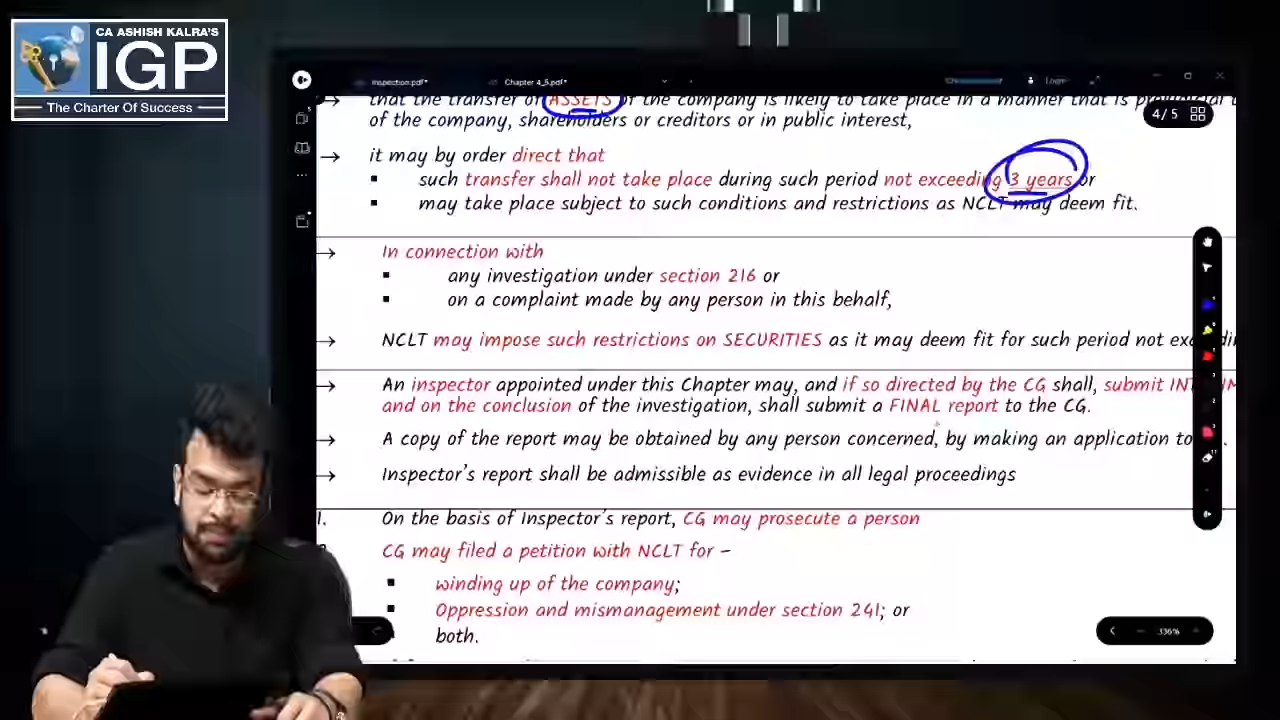 CA ASHISH KALRA'S
IGP
The Charter Of Success
Inspection.pdf*
Chapter 4_5.pdf*
Login
that the transfer of ASSETS of the company is likely to take place in a manner that is
of the company, shareholders or creditors or in public interest,
4/5
→ it may by order direct that
▪ such transfer shall not take place during such period not exceeding 3 years or
▪ may take place subject to such conditions and restrictions as NCLT may deem fit.
→ In connection with
▪ any investigation under section 216 or
▪ on a complaint made by any person in this behalf,
→ NCLT may impose such restrictions on SECURITIES as it may deem fit for such period not
→ An inspector appointed under this Chapter may, and if so directed by the CG shall, submit
and on the conclusion of the investigation, shall submit a FINAL report to the CG.
→ A copy of the report may be obtained by any person concerned, by making an application to
→ Inspector's report shall be admissible as evidence in all legal proceedings
1. On the basis of Inspector's report, CG may prosecute a person
CG may filed a petition with NCLT for –
▪ winding up of the company;
▪ Oppression and mismanagement under section 241; or
both.
336%